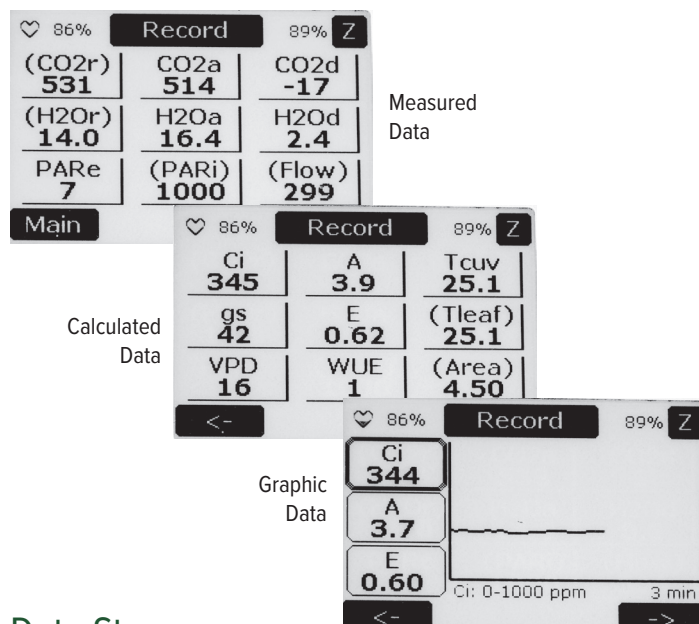 86% Record 89% Z
(CO2r) CO2a CO2d
531 514 -17
(H2Or) H2Oa H2Od
14.0 16.4 2.4
PARe (PARi) (Flow)
7 1000 299
Main
Measured
Data
86% Record 89% Z
Ci A Tcuv
345 3.9 25.1
gs E (Tleaf)
42 0.62 25.1
VPD WUE (Area)
16 1 4.50
<-
Calculated
Data
86% Record 89% Z
Ci
344
A
3.7
E
0.60
Ci: 0-1000 ppm 3 min
<- ->
Graphic
Data